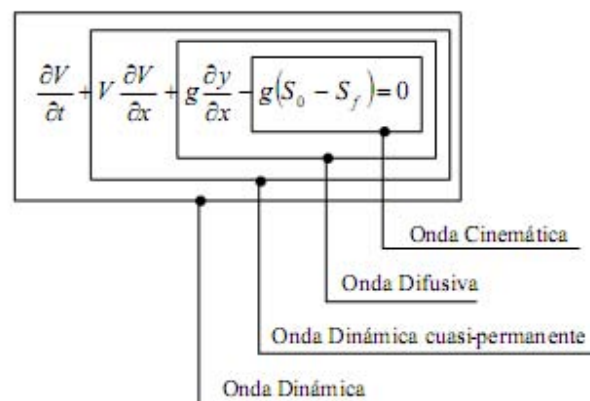 ∂V/∂t + V ∂V/∂x + g ∂y/∂x − g(S₀ − S_f) = 0
Onda Cinemática
Onda Difusiva
Onda Dinámica cuasi-permanente
Onda Dinámica